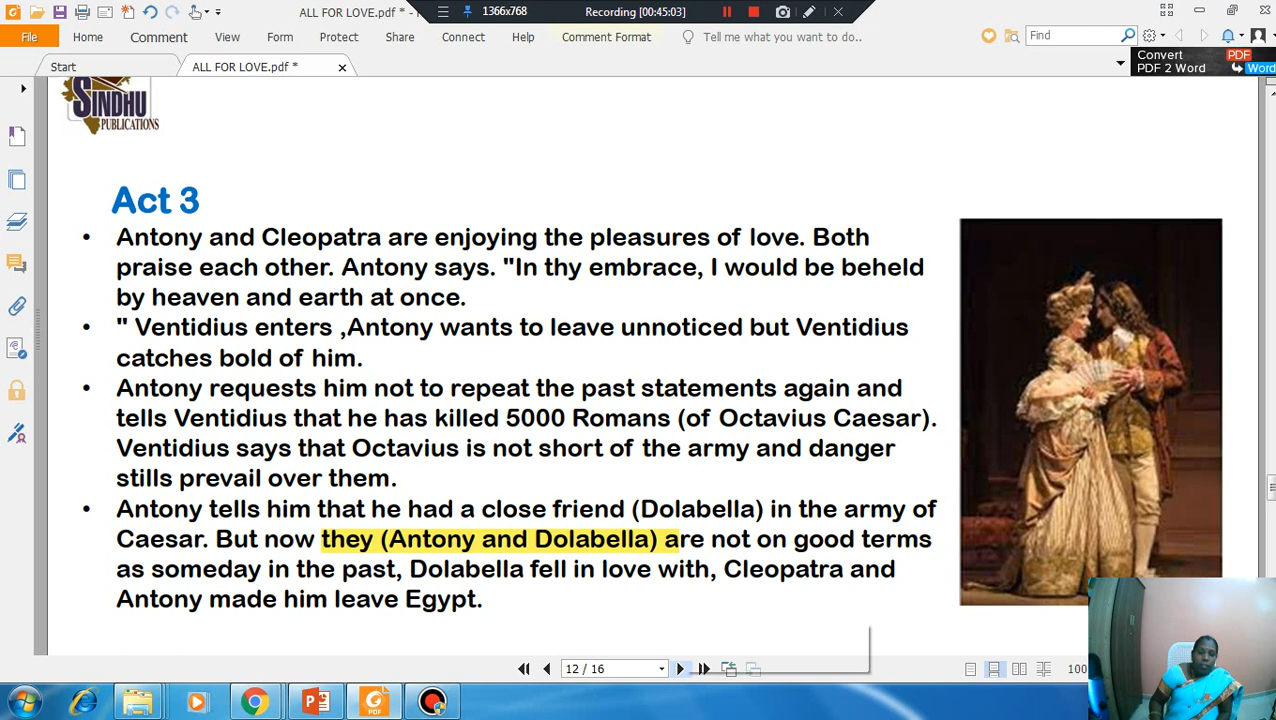 ALL FOR LOVE.pdf *
1366x768
Recording [00:45:03]
File
Home
Comment
View
Form
Protect
Share
Connect
Help
Comment Format
Tell me what you want to do..
Find
Start
ALL FOR LOVE.pdf *
Convert PDF
PDF 2 Word Word
SINDHU
PUBLICATIONS
Act 3
• Antony and Cleopatra are enjoying the pleasures of love. Both
praise each other. Antony says. "In thy embrace, I would be beheld
by heaven and earth at once.
• " Ventidius enters ,Antony wants to leave unnoticed but Ventidius
catches bold of him.
• Antony requests him not to repeat the past statements again and
tells Ventidius that he has killed 5000 Romans (of Octavius Caesar).
Ventidius says that Octavius is not short of the army and danger
stills prevail over them.
• Antony tells him that he had a close friend (Dolabella) in the army of
Caesar. But now they (Antony and Dolabella) are not on good terms
as someday in the past, Dolabella fell in love with, Cleopatra and
Antony made him leave Egypt.
12 / 16
100
PDF